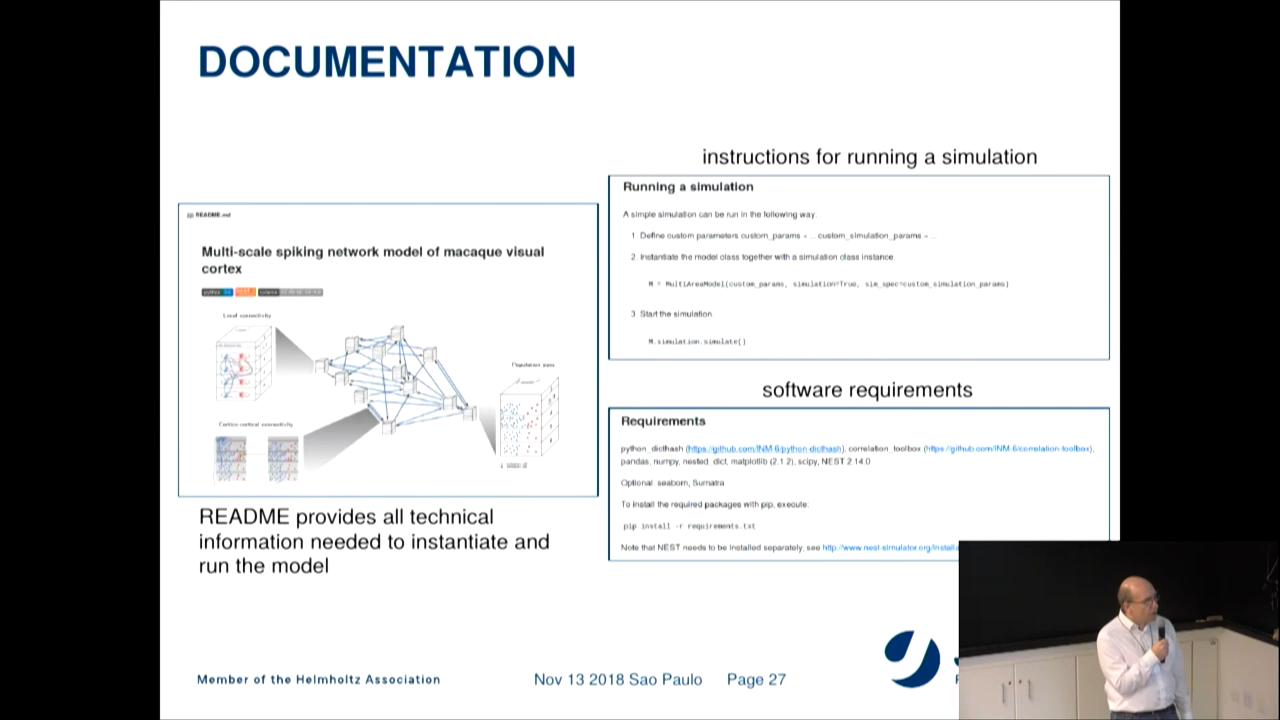 DOCUMENTATION
instructions for running a simulation
Running a simulation
A simple simulation can be run in the following way.
1 Define custom parameters custom_params = ... custom_simulation_params = ...
2. Instantiate the model class together with a simulation class instance.
M = MultiAreaModel(custom_params, simulation=True, sim_spec=custom_simulation_params)
3 Start the simulation.
M.simulation.simulate()
README.md
Multi-scale spiking network model of macaque visual
cortex
Local connectivity
Population sizes
Cortico-cortical connectivity
README provides all technical
information needed to instantiate and
run the model
software requirements
Requirements
python_dicthash (https://github.com/INM-6/python-dicthash), correlation_toolbox (https://github.com/INM-6/correlation-toolbox),
pandas, numpy, nested_dict, matplotlib (2.1.2), scipy, NEST 2.14.0
Optional: seaborn, Sumatra
To install the required packages with pip, execute:
pip install -r requirements.txt
Note that NEST needs to be installed separately, see http://www.nest-simulator.org/install
Member of the Helmholtz Association
Nov 13 2018 Sao Paulo Page 27